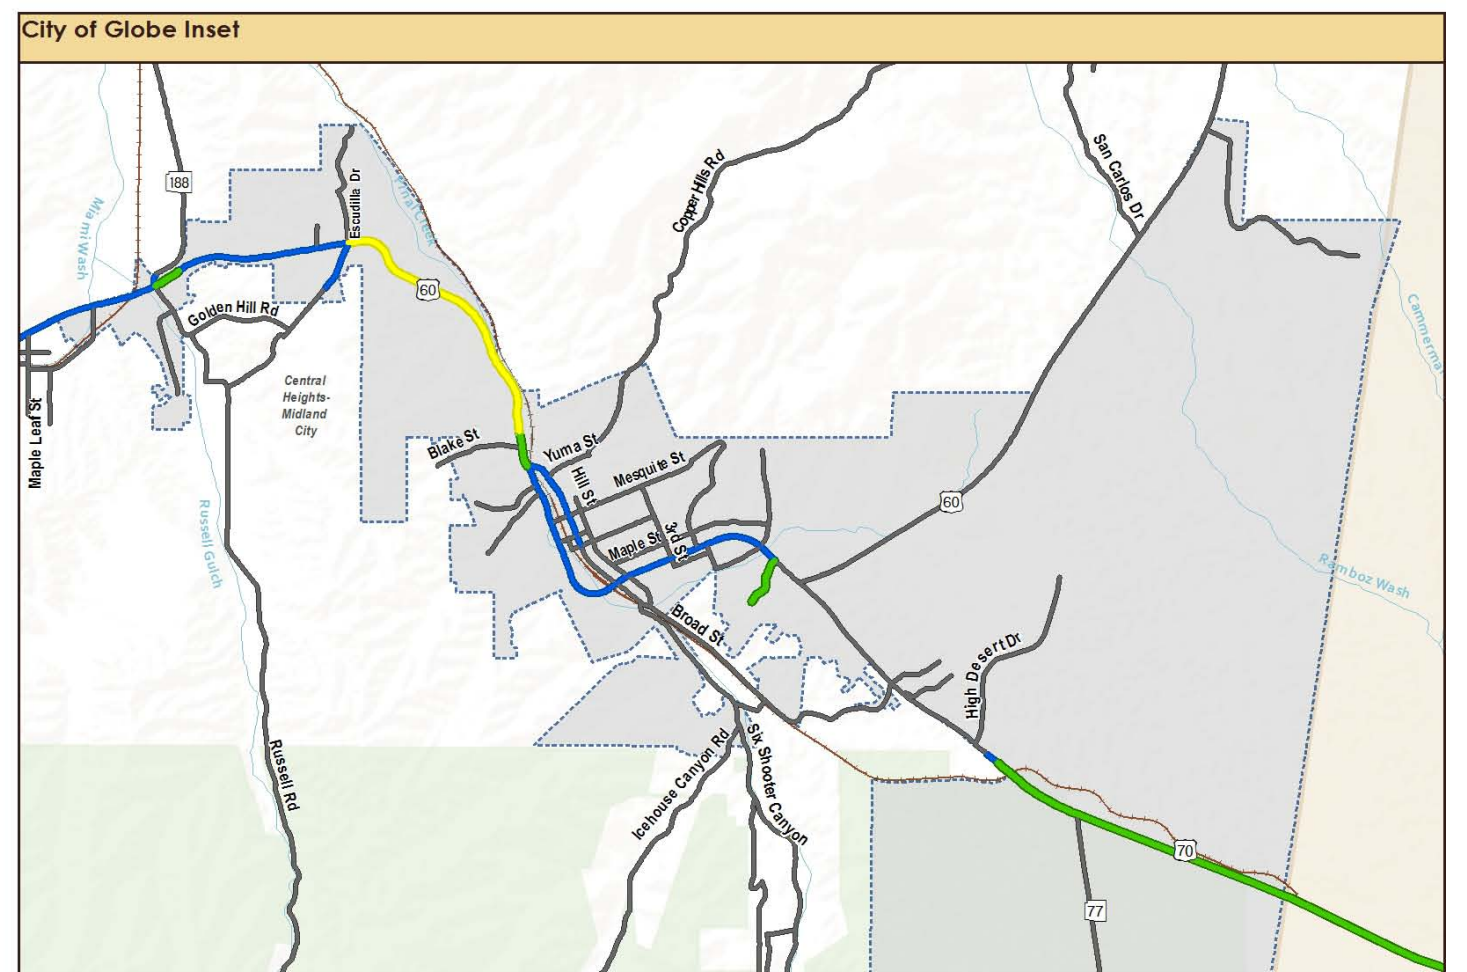 City of Globe Inset
188
Miami Wash
Escudilla Dr
Pinal Creek
Copper Hills Rd
San Carlos Dr
60
Golden Hill Rd
Cammerma
Central
Heights-
Midland
City
Maple Leaf St
Blake St
Yuma St
Hill St
Mesquite St
60
Russell Gulch
3rd St
Maple St
Ramboz Wash
Broad St
High Desert Dr
Russell Rd
Icehouse Canyon Rd
Six Shooter Canyon
70
77